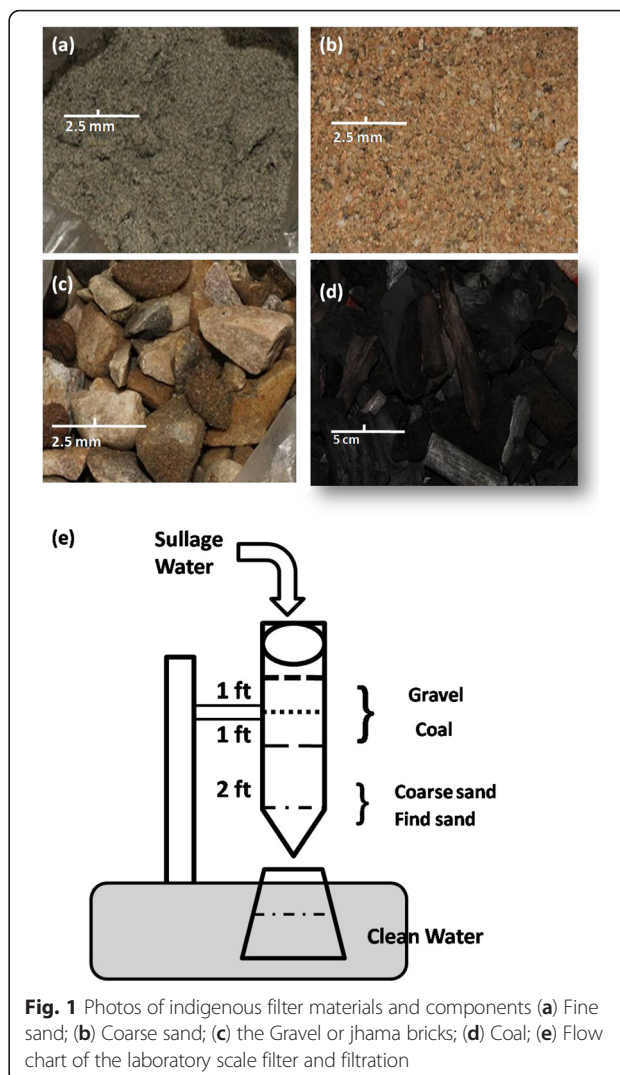 (a)
2.5 mm
(b)
2.5 mm
(c)
2.5 mm
(d)
5 cm
(e)
Sullage
Water
1 ft
Gravel
1 ft
Coal
2 ft
Coarse sand
Find sand
Clean Water
Fig. 1 Photos of indigenous filter materials and components (a) Fine
sand; (b) Coarse sand; (c) the Gravel or jhama bricks; (d) Coal; (e) Flow
chart of the laboratory scale filter and filtration